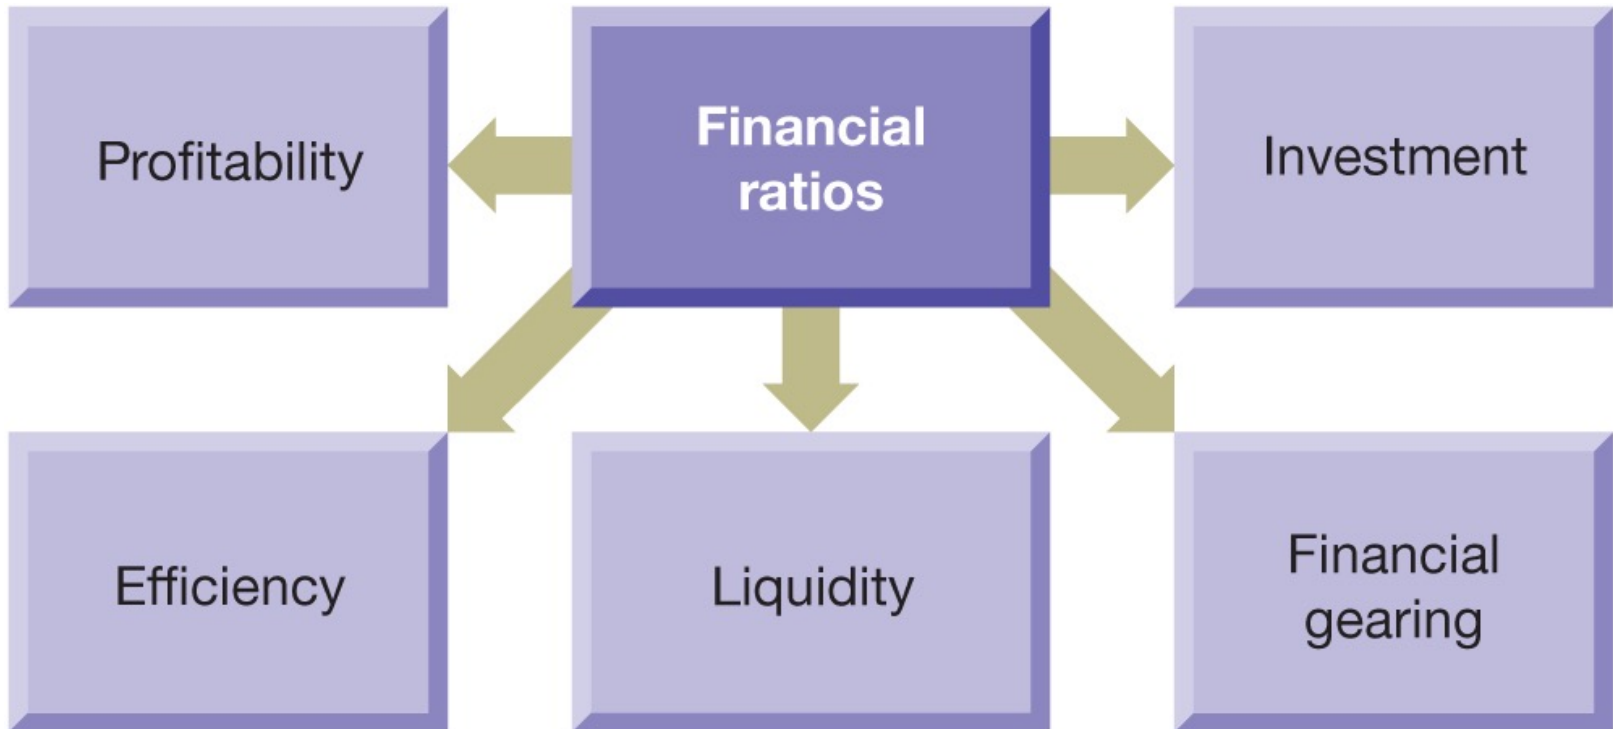 Profitability
Financial
ratios
Investment
Efficiency
Liquidity
Financial
gearing